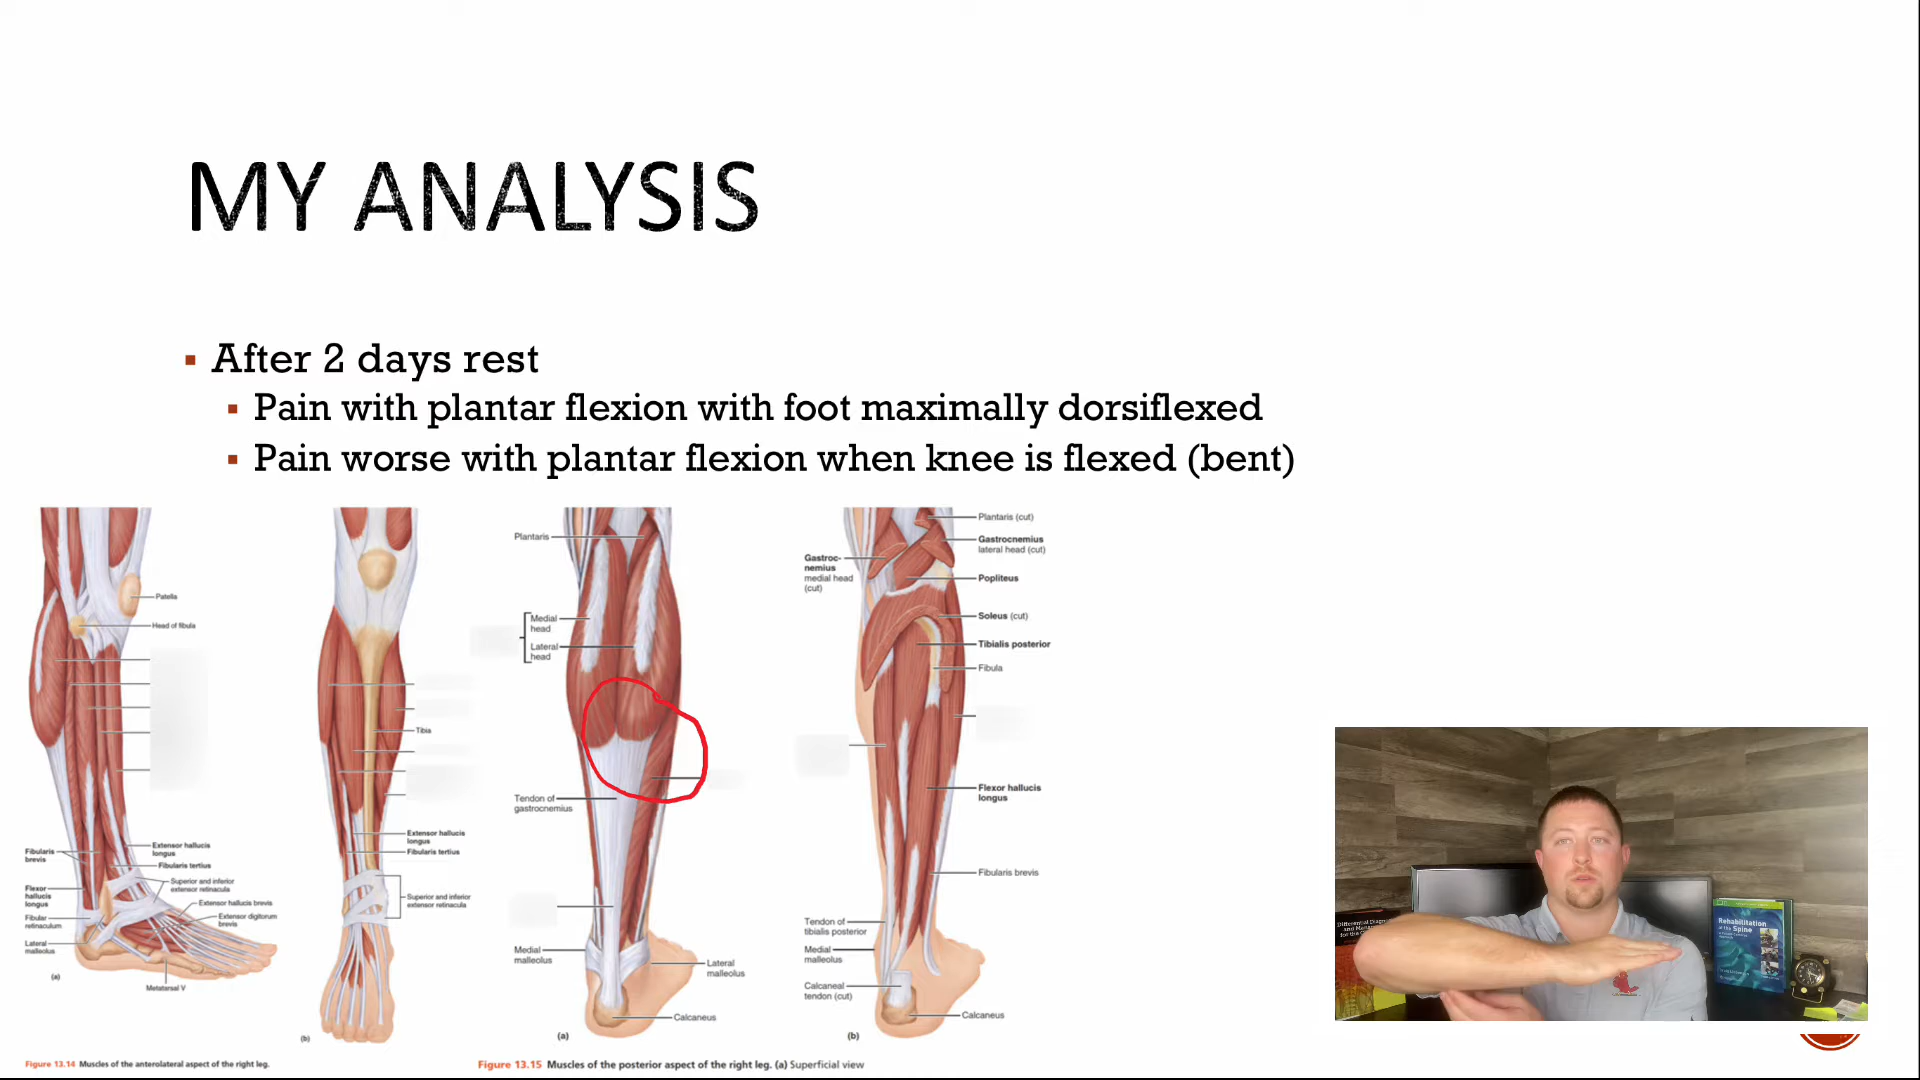 MY ANALYSIS
After 2 days rest
Pain with plantar flexion with foot maximally dorsiflexed
Pain worse with plantar flexion when knee is flexed (bent)
Patella
Head of fibula
Fibularis
brevis
Flexor
hallucis
longus
Fibular
retinaculum
Lateral
malleolus
Extensor hallucis
longus
Fibularis tertius
Superior and inferior
extensor retinacula
Extensor hallucis brevis
Extensor digitorum
brevis
Metatarsal V
(a)
Tibia
Extensor hallucis
longus
Fibularis tertius
Superior and inferior
extensor retinacula
(b)
Plantaris
Medial
head
Lateral
head
Tendon of
gastrocnemius
Medial
malleolus
Lateral
malleolus
Calcaneus
(a)
Gastroc-
nemius
medial head
(cut)
Plantaris (cut)
Gastrocnemius
lateral head (cut)
Popliteus
Soleus (cut)
Tibialis posterior
Fibula
Flexor hallucis
longus
Fibularis brevis
Tendon of
tibialis posterior
Medial
malleolus
Calcaneal
tendon (cut)
Calcaneus
(b)
Figure 13.14 Muscles of the anterolateral aspect of the right leg.
Figure 13.15 Muscles of the posterior aspect of the right leg. (a) Superficial view
Rehabilitation
of the Spine